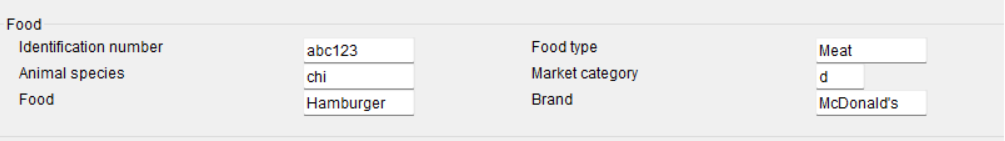 Food
Identification number abc123 Food type Meat
Animal species chi Market category d
Food Hamburger Brand McDonald's